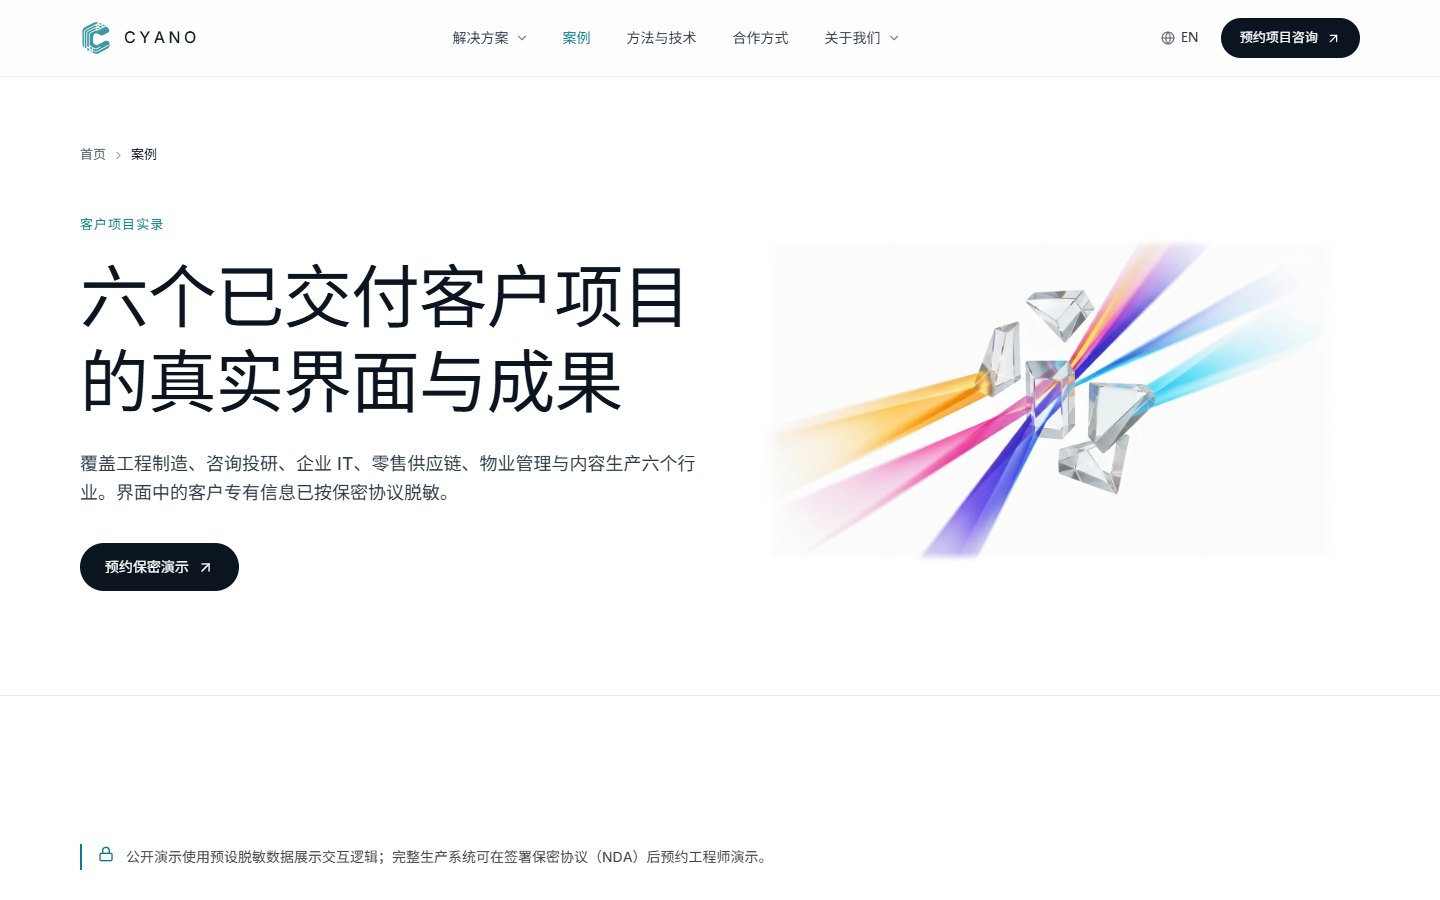 CYANO
解决方案
案例
方法与技术
合作方式
关于我们
EN
预约项目咨询
首页 > 案例
客户项目实录
六个已交付客户项目
的真实界面与成果
覆盖工程制造、咨询投研、企业 IT、零售供应链、物业管理与内容生产六个行
业。界面中的客户专有信息已按保密协议脱敏。
预约保密演示
公开演示使用预设脱敏数据展示交互逻辑；完整生产系统可在签署保密协议（NDA）后预约工程师演示。